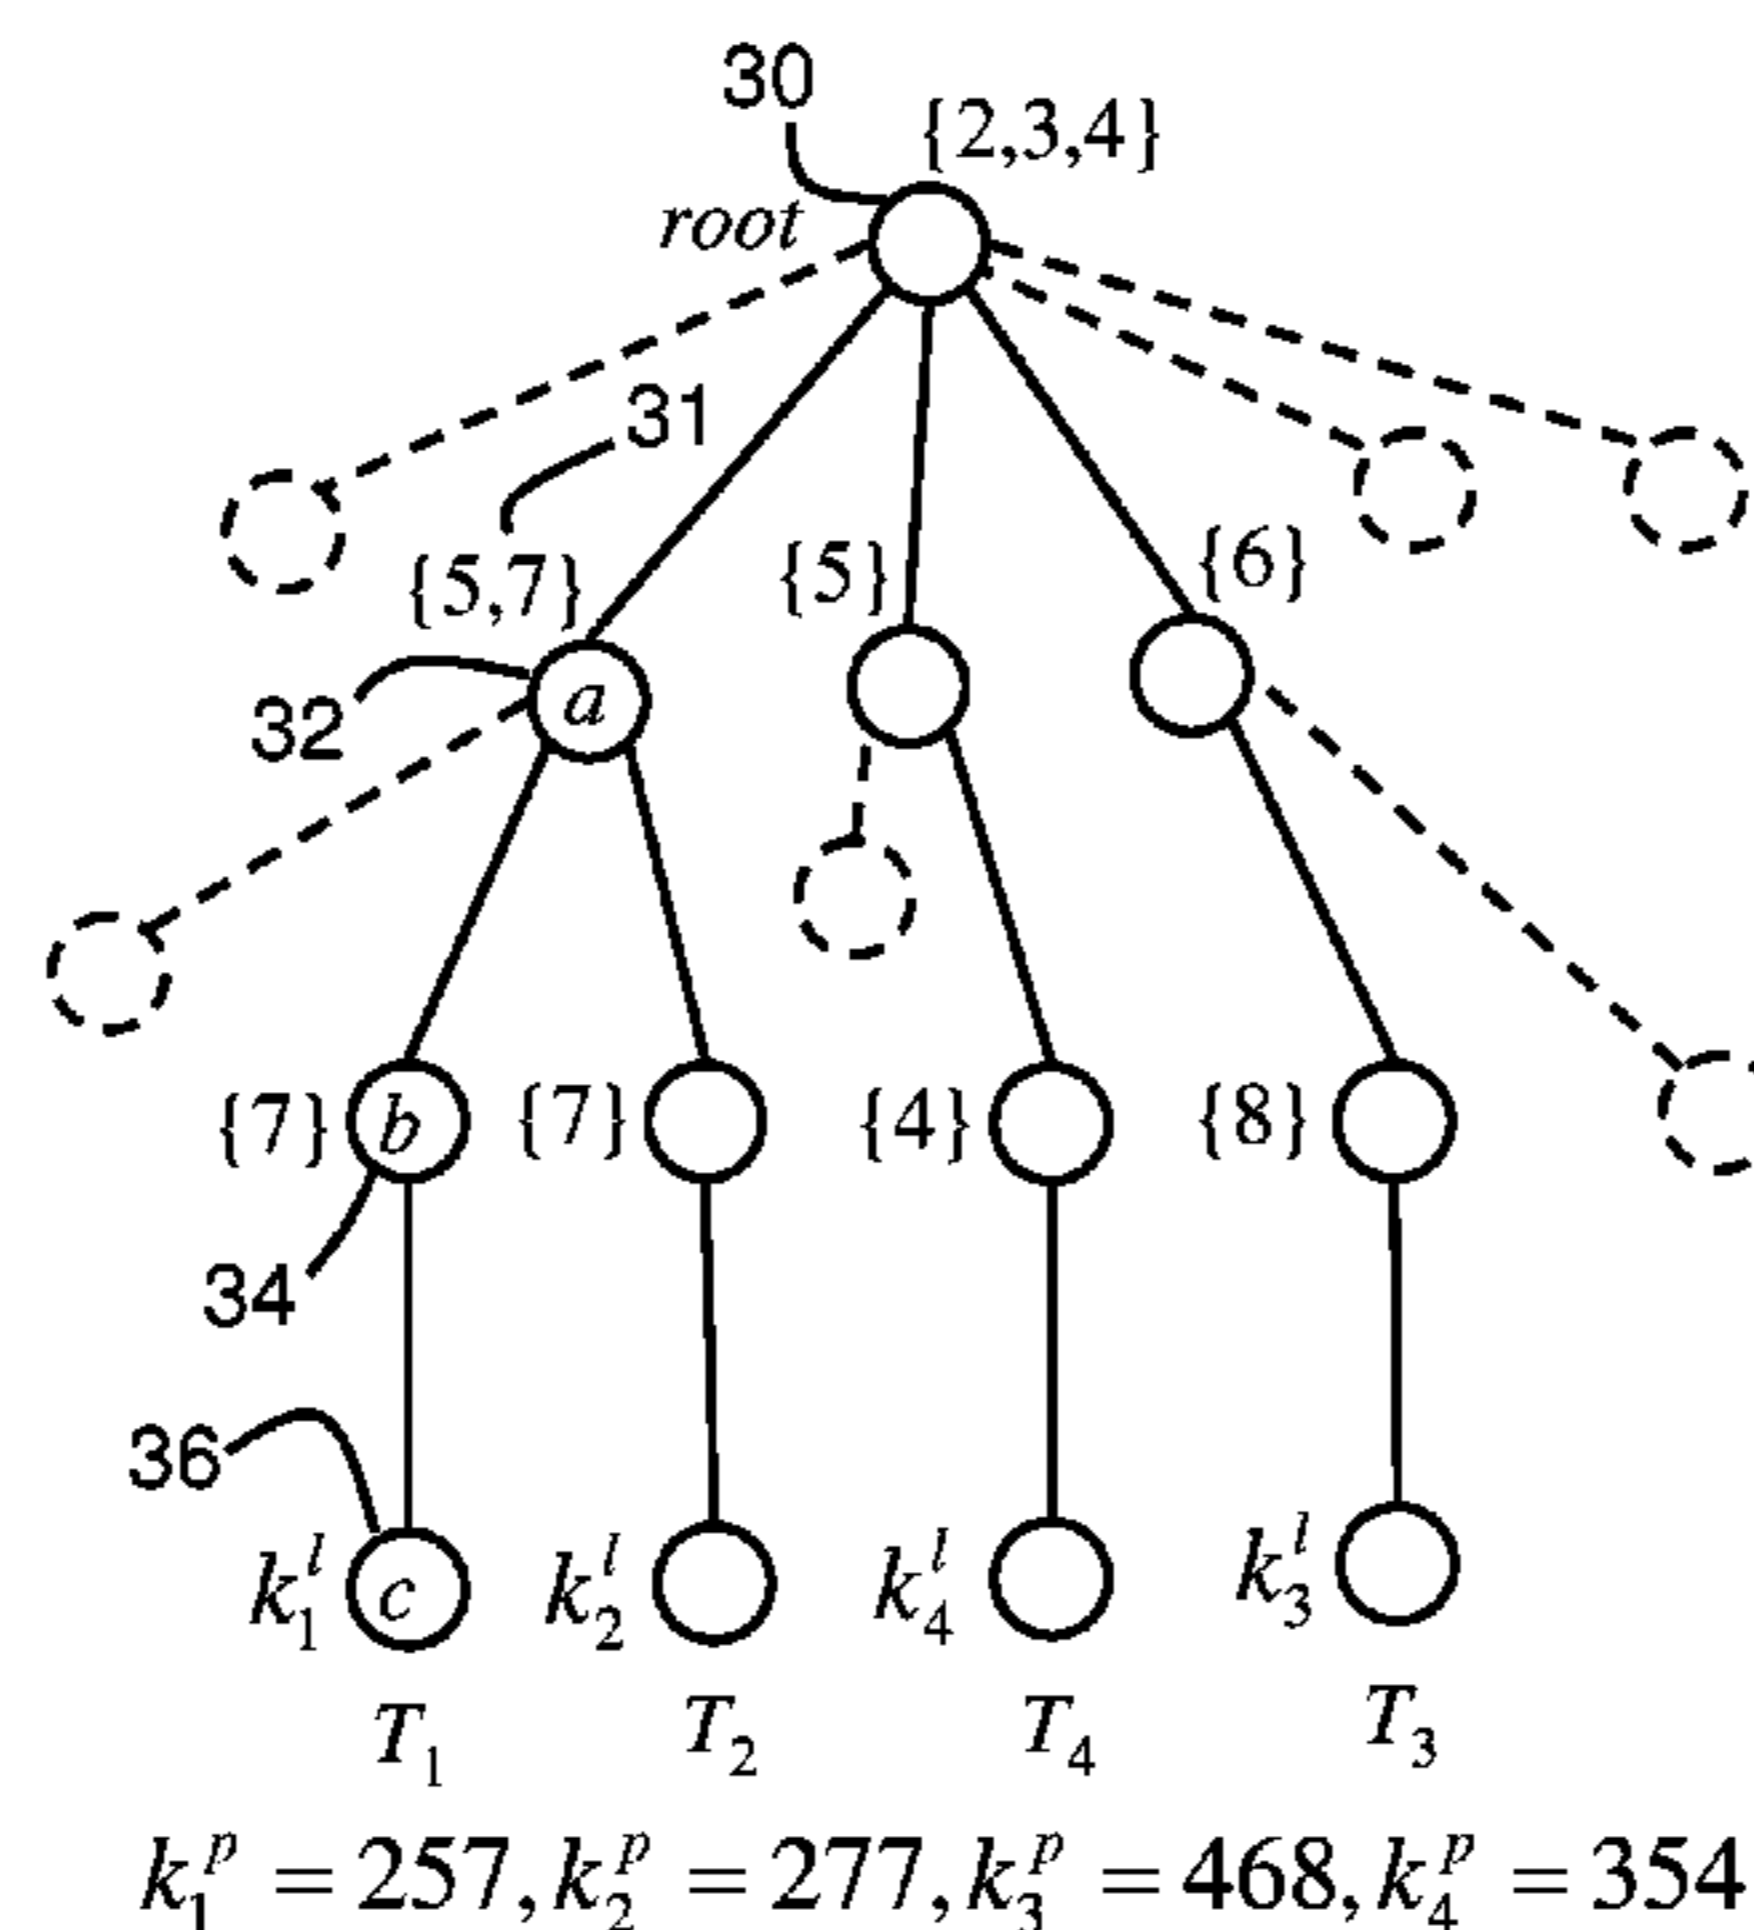 30
{2,3,4}
root
31
{5,7}
{5}
{6}
32
a
{7}
b
{7}
{4}
{8}
34
36
k_1^l
c
k_2^l
k_4^l
k_3^l
T_1
T_2
T_4
T_3
k_1^p = 257, k_2^p = 277, k_3^p = 468, k_4^p = 354